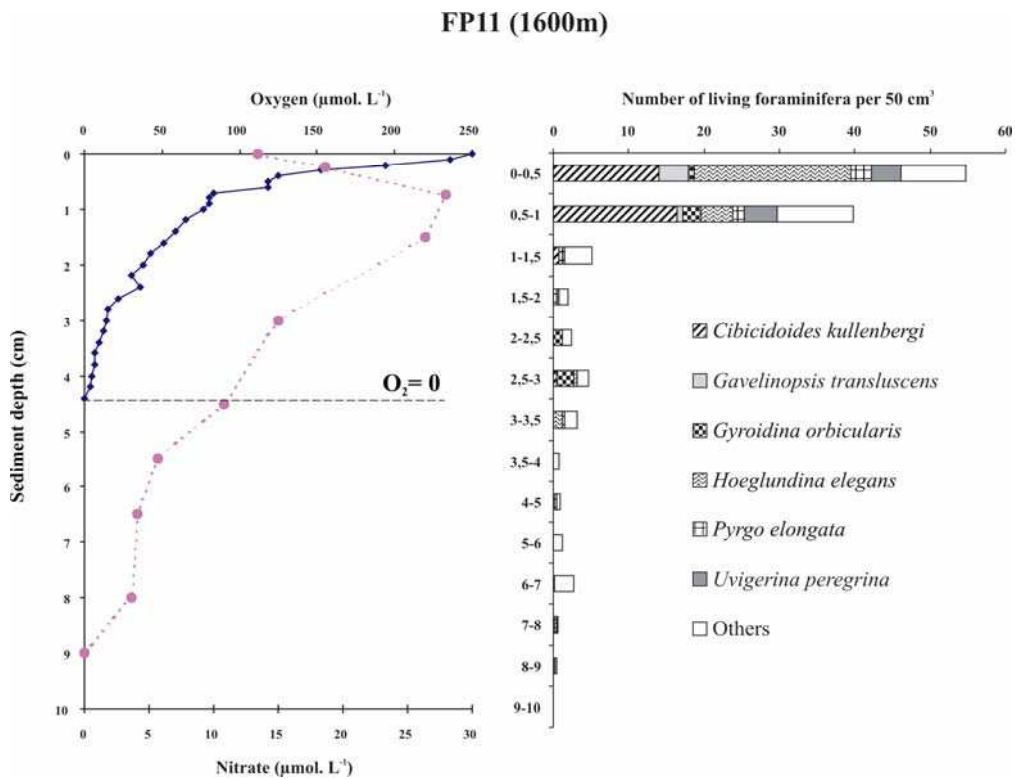 FP11 (1600m)
Oxygen (µmol. L⁻¹)
0 50 100 150 200 250
Sediment depth (cm)
0
1
2
3
4
5
6
7
8
9
10
O₂= 0
0 5 10 15 20 25 30
Nitrate (µmol. L⁻¹)
Number of living foraminifera per 50 cm³
0 10 20 30 40 50 60
0-0,5
0.5-1
1-1,5
1,5-2
2-2,5
2,5-3
3-3,5
3,5-4
4-5
5-6
6-7
7-8
8-9
9-10
Cibicidoides kullenbergi
Gavelinopsis transluscens
Gyroidina orbicularis
Hoeglundina elegans
Pyrgo elongata
Uvigerina peregrina
Others